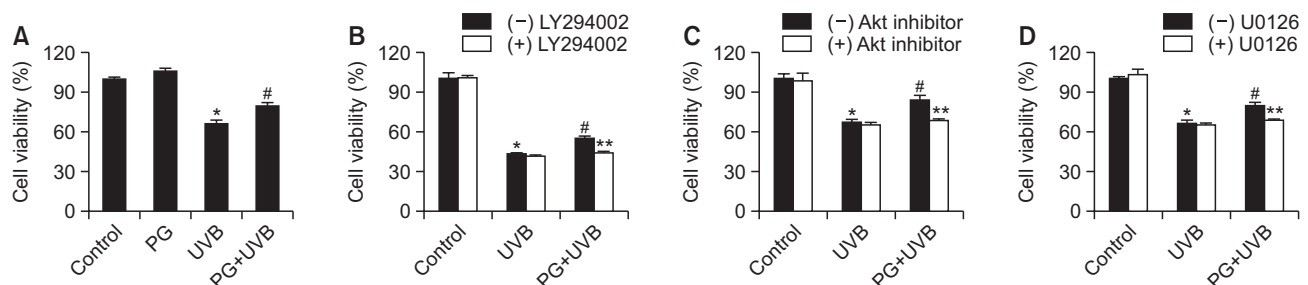 A
Cell viability (%)
120
90
60
30
0
*
#
Control
PG
UVB
PG+UVB
B
(−) LY294002
(+) LY294002
Cell viability (%)
120
90
60
30
0
*
#
**
Control
UVB
PG+UVB
C
(−) Akt inhibitor
(+) Akt inhibitor
Cell viability (%)
120
90
60
30
0
*
#
**
Control
UVB
PG+UVB
D
(−) U0126
(+) U0126
Cell viability (%)
120
90
60
30
0
*
#
**
Control
UVB
PG+UVB